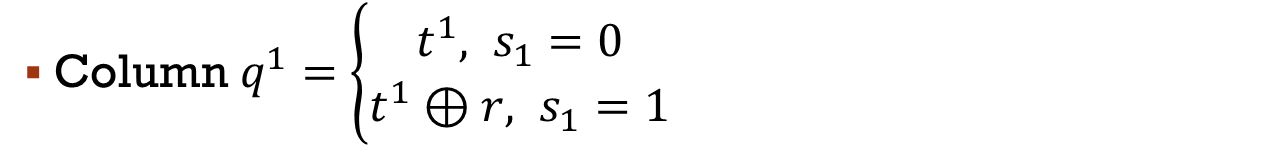 ▪ Column q¹ = { t¹, s₁ = 0
t¹ ⊕ r, s₁ = 1